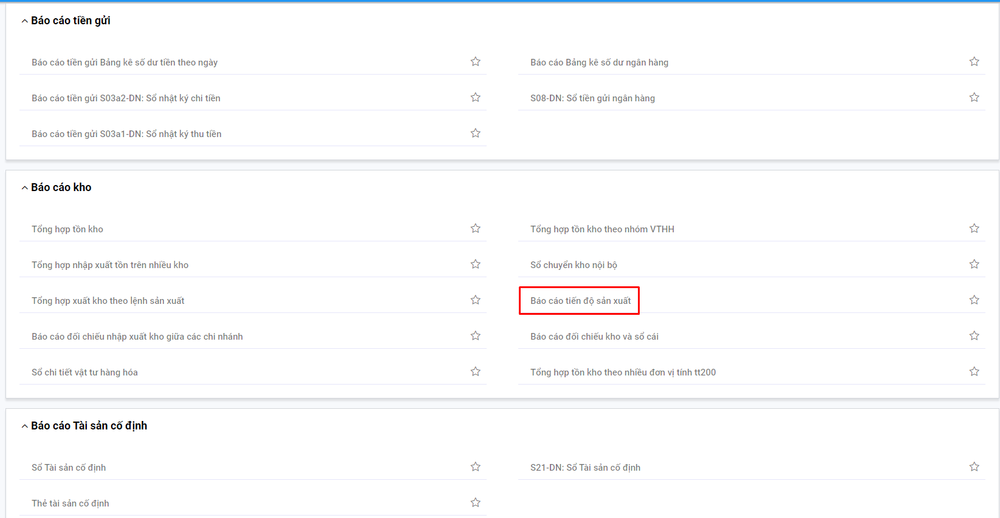 Báo cáo tiền gửi
Báo cáo tiền gửi Bảng kê số dư tiền theo ngày
Báo cáo Bảng kê số dư ngân hàng
Báo cáo tiền gửi S03a2-DN: Sổ nhật ký chi tiền
S08-DN: Sổ tiền gửi ngân hàng
Báo cáo tiền gửi S03a1-DN: Sổ nhật ký thu tiền
Báo cáo kho
Tổng hợp tồn kho
Tổng hợp tồn kho theo nhóm VTHH
Tổng hợp nhập xuất tồn trên nhiều kho
Sổ chuyển kho nội bộ
Tổng hợp xuất kho theo lệnh sản xuất
Báo cáo tiến độ sản xuất
Báo cáo đối chiếu nhập xuất kho giữa các chi nhánh
Báo cáo đối chiếu kho và sổ cái
Sổ chi tiết vật tư hàng hóa
Tổng hợp tồn kho theo nhiều đơn vị tính tt200
Báo cáo Tài sản cố định
Sổ Tài sản cố định
S21-DN: Sổ Tài sản cố định
Thẻ tài sản cố định